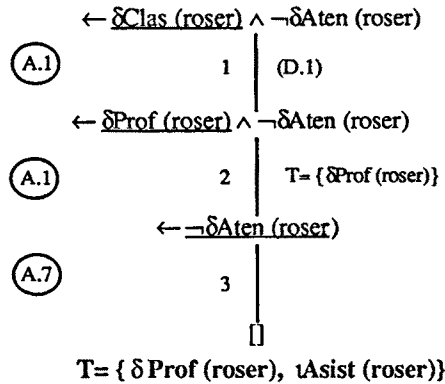 ← δClas (roser) ∧ ¬δAten (roser)
A.1 1 (D.1)
← δProf (roser) ∧ ¬δAten (roser)
A.1 2 T= {δProf (roser)}
← ¬δAten (roser)
A.7 3
[]
T= { δ Prof (roser), ιAsist (roser)}